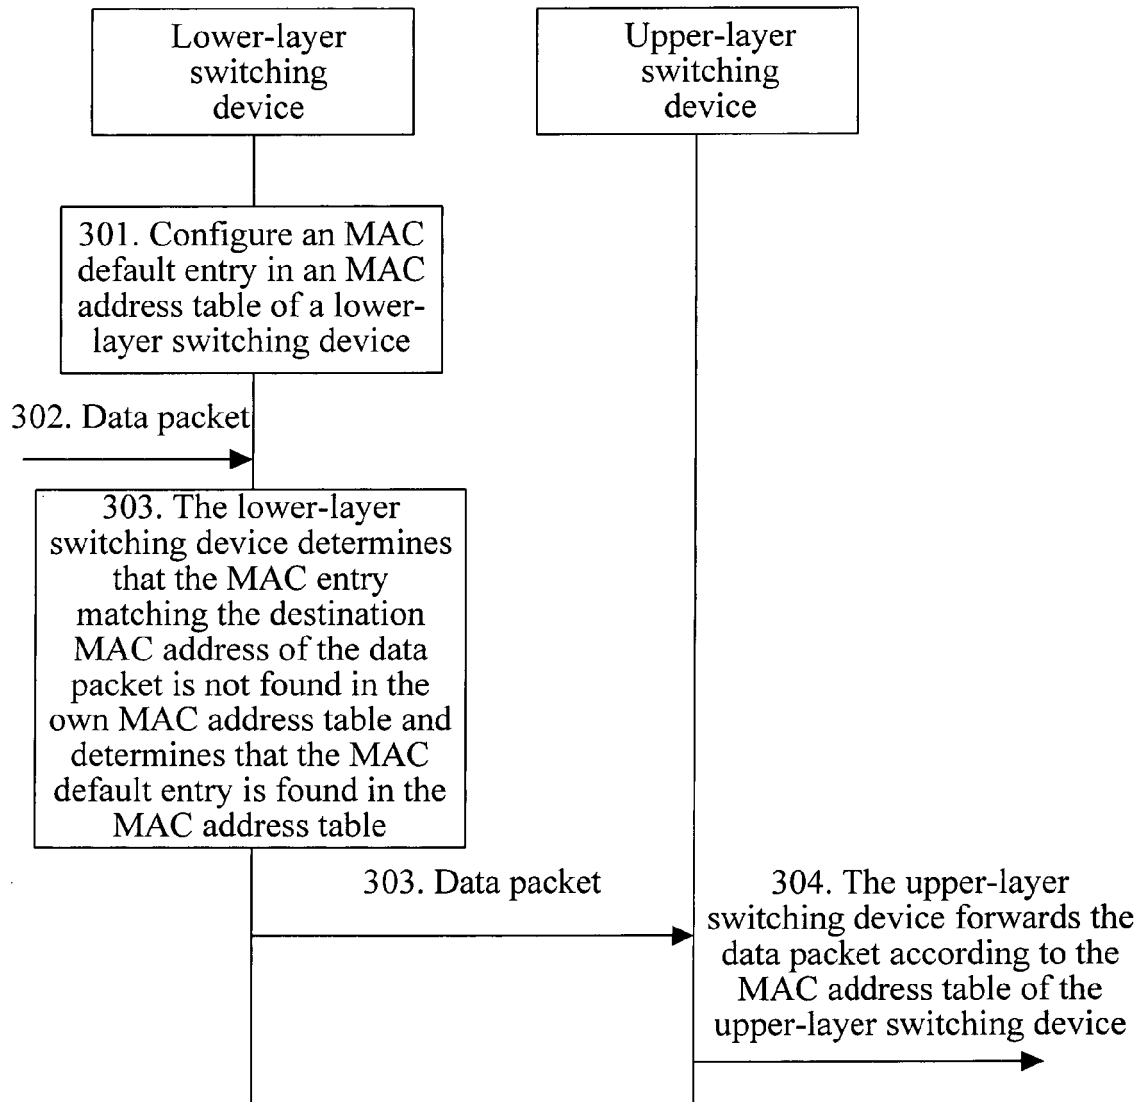 Lower-layer
switching
device
Upper-layer
switching
device
301. Configure an MAC
default entry in an MAC
address table of a lower-
layer switching device
302. Data packet
303. The lower-layer
switching device determines
that the MAC entry
matching the destination
MAC address of the data
packet is not found in the
own MAC address table and
determines that the MAC
default entry is found in the
MAC address table
303. Data packet
304. The upper-layer
switching device forwards the
data packet according to the
MAC address table of the
upper-layer switching device